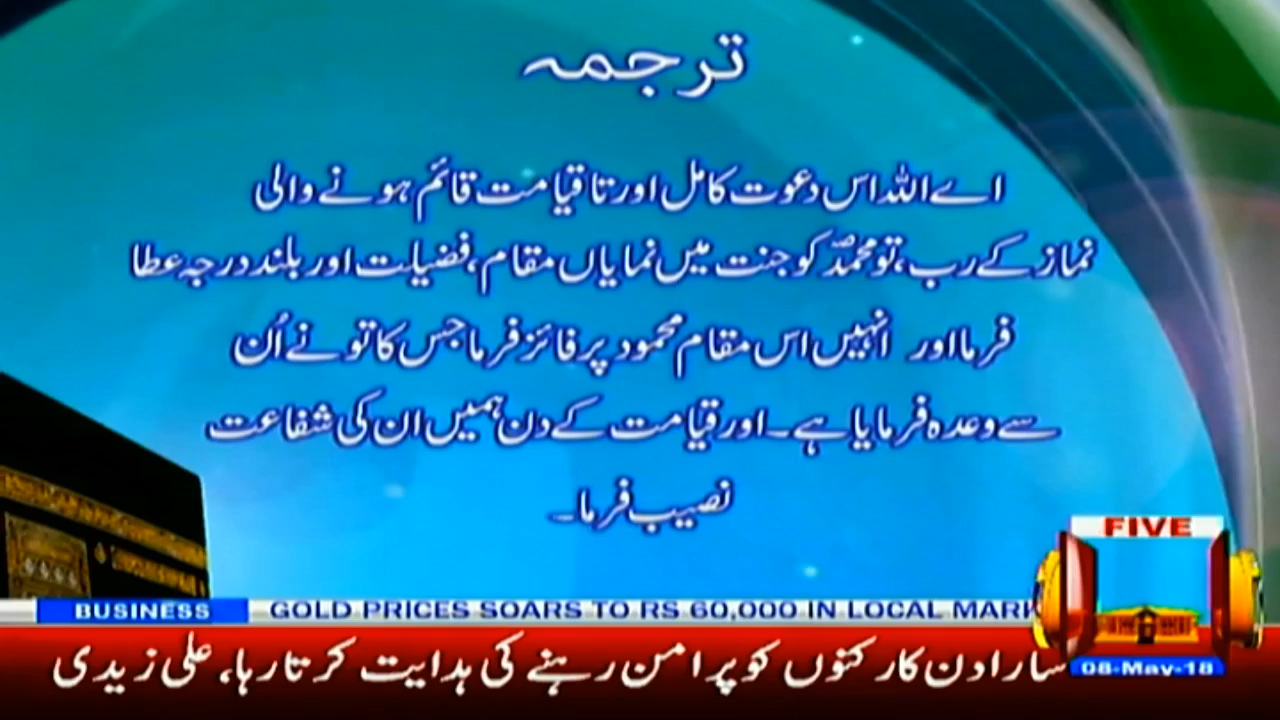 ترجمہ
اے اللہ اس دعوت کامل اور تا قیامت قائم ہونے والی
نماز کے رب، تو محمدؐ کو جنت میں نمایاں مقام، فضیلت اور بلند درجہ عطا
فرما اور انہیں اس مقام محمود پر فائز فرما جس کا تو نے اُن
سے وعدہ فرمایا ہے۔ اور قیامت کے دن ہمیں ان کی شفاعت
نصیب فرما۔
FIVE
BUSINESS GOLD PRICES SOARS TO RS 60,000 IN LOCAL
سارا دن کارکنوں کو پر امن رہنے کی ہدایت کرتا رہا، علی زیدی
08-May-18